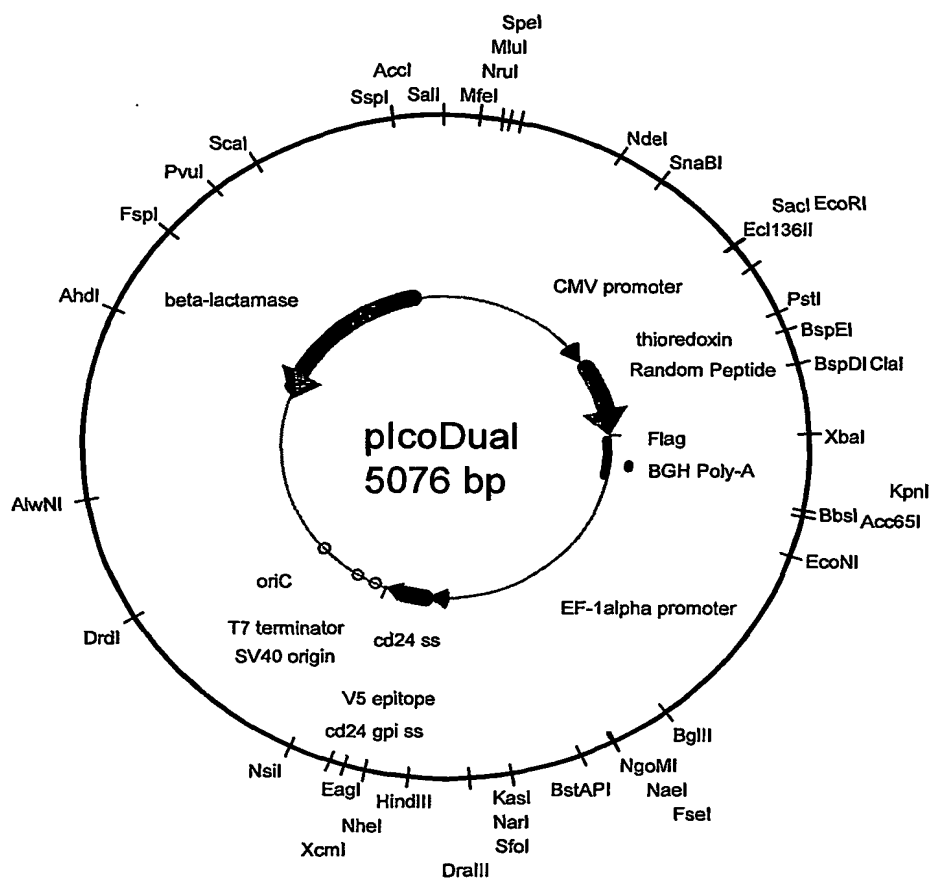 SpeI
MluI
NruI
AccI
SspI
SalI
MfeI
ScaI
PvuI
FspI
AhdI
NdeI
SnaBI
SacI EcoRI
Ecl136II
PstI
BspEI
BspDI ClaI
XbaI
KpnI
BbsI Acc65I
EcoNI
beta-lactamase
CMV promoter
thioredoxin
Random Peptide
Flag
BGH Poly-A
pIcoDual
5076 bp
AlwNI
DrdI
oriC
T7 terminator
SV40 origin
cd24 ss
EF-1alpha promoter
V5 epitope
cd24 gpi ss
NsiI
EagI
NheI
XcmI
HindIII
DraIII
KasI
NarI
SfoI
BstAPI
BglII
NgoMI
NaeI
FseI